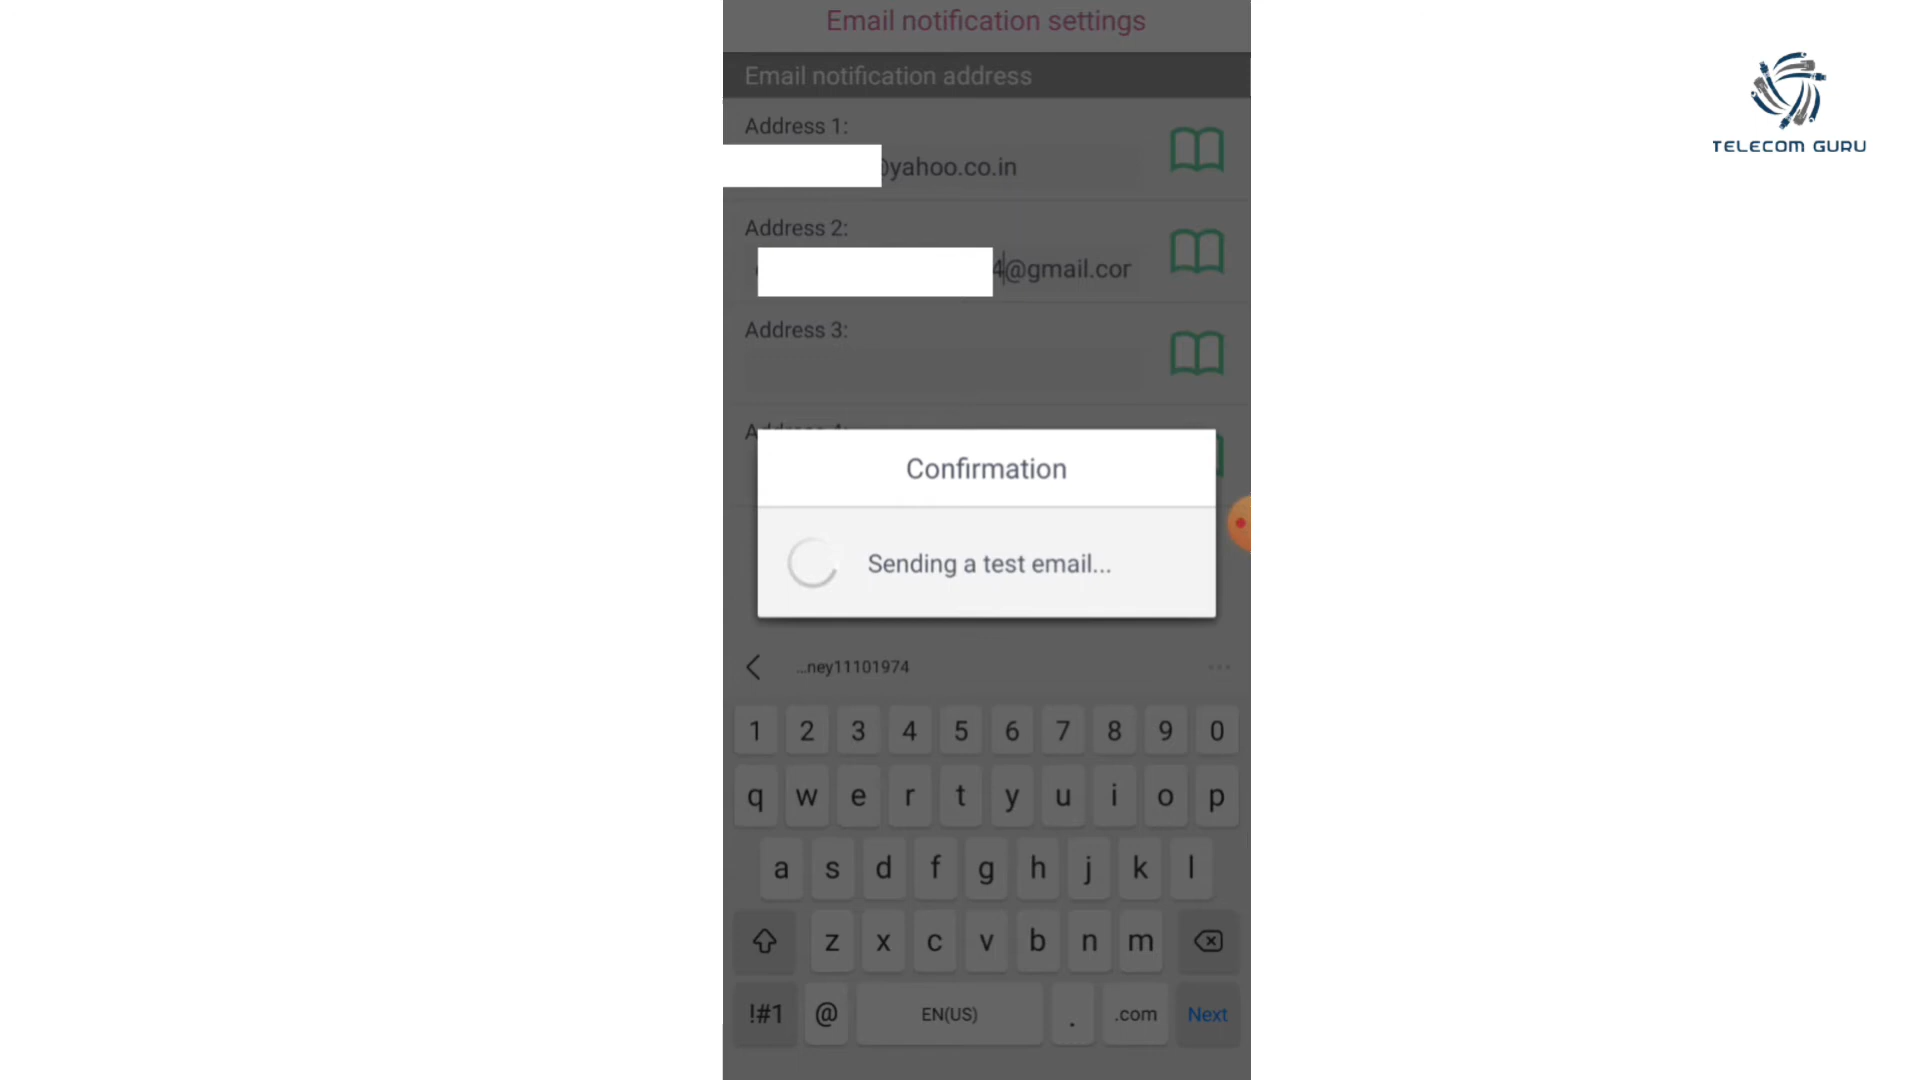 Email notification settings
Email notification address
Address 1:
@yahoo.co.in
TELECOM GURU
Address 2:
4@gmail.cor
Address 3:
Confirmation
Sending a test email...
...ney11101974
1 2 3 4 5 6 7 8 9 0
q w e r t y u i o p
a s d f g h j k l
z x c v b n m
!#1 @ EN(US) . .com Next